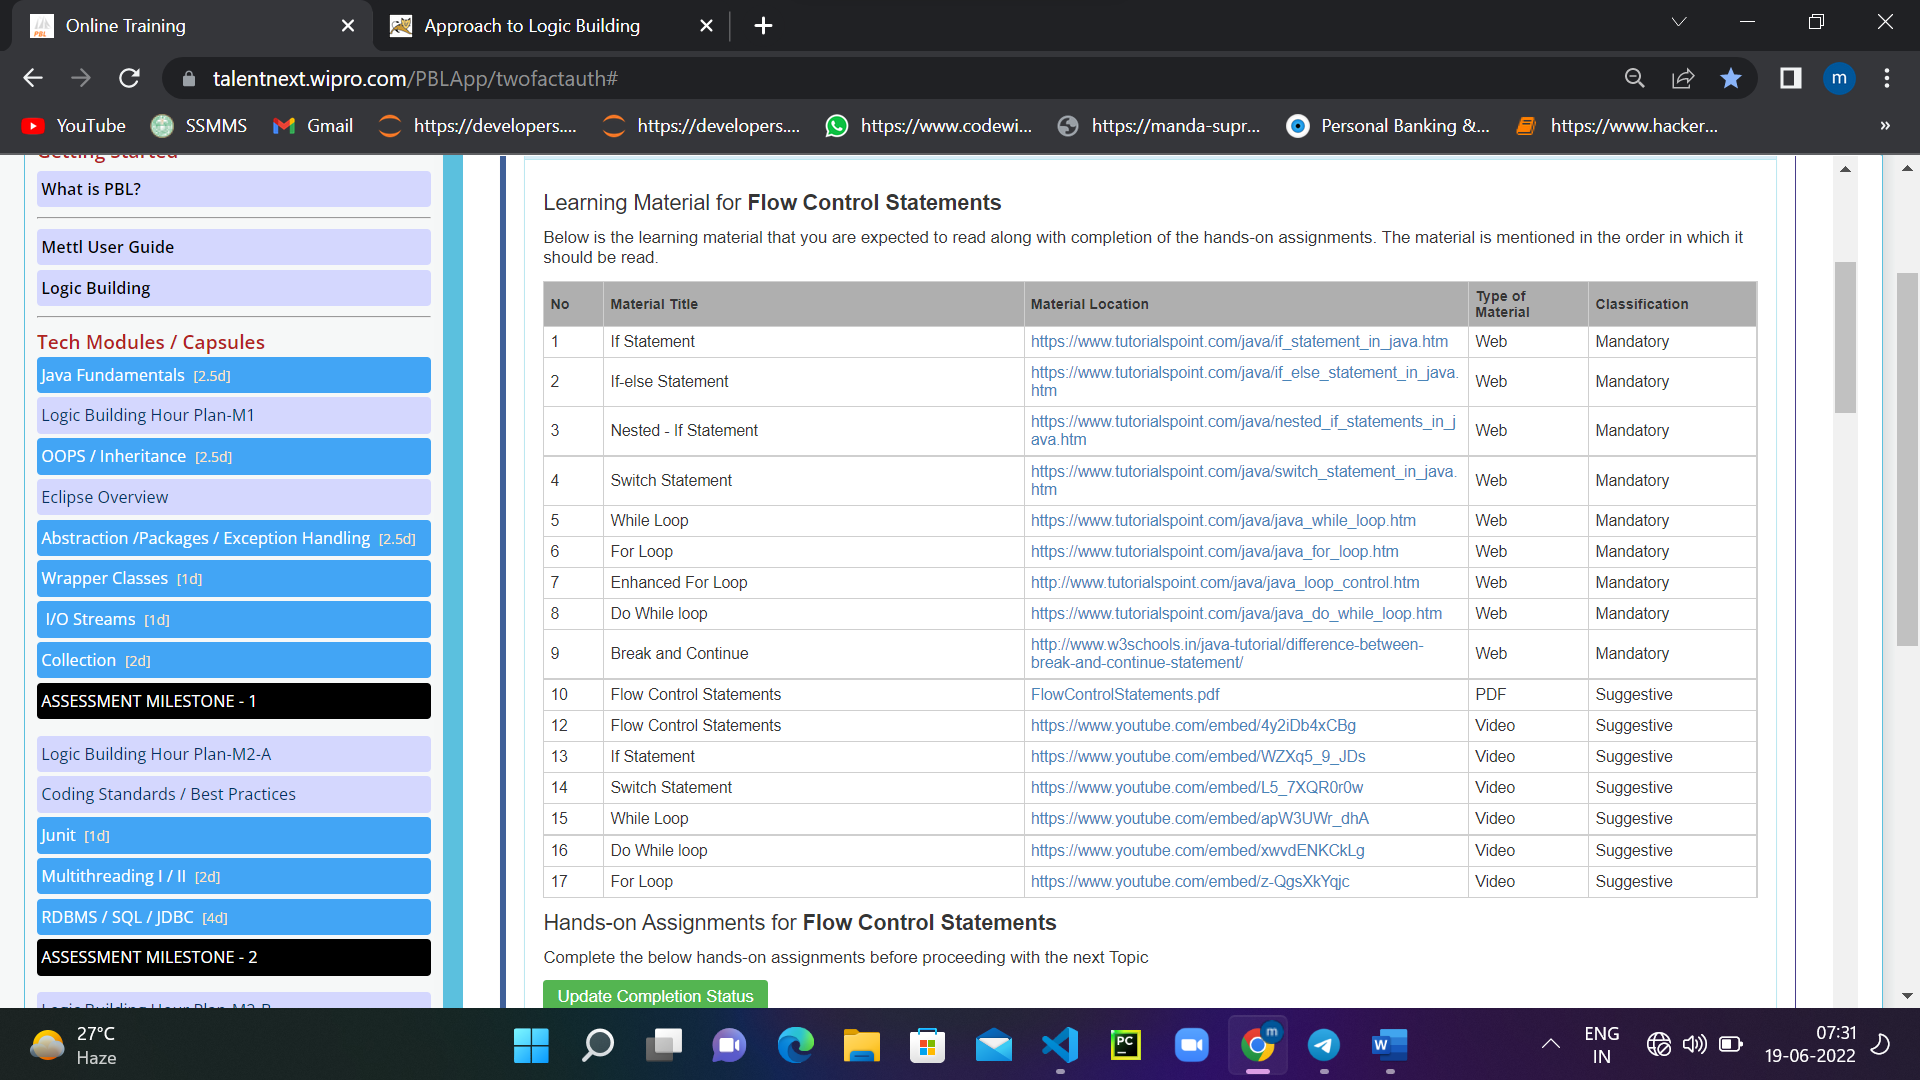 Online Training
Approach to Logic Building
talentnext.wipro.com/PBLApp/twofactauth#
m
YouTube
SSMMS
Gmail
https://developers....
https://developers....
https://www.codewi...
https://manda-supr...
Personal Banking &...
https://www.hacker...
»
Getting Started
What is PBL?
Mettl User Guide
Logic Building
Tech Modules / Capsules
Java Fundamentals [2.5d]
Logic Building Hour Plan-M1
OOPS / Inheritance [2.5d]
Eclipse Overview
Abstraction /Packages / Exception Handling [2.5d]
Wrapper Classes [1d]
I/O Streams [1d]
Collection [2d]
ASSESSMENT MILESTONE - 1
Logic Building Hour Plan-M2-A
Coding Standards / Best Practices
Junit [1d]
Multithreading I / II [2d]
RDBMS / SQL / JDBC [4d]
ASSESSMENT MILESTONE - 2
Logic Building Hour Plan-M2-B
Learning Material for Flow Control Statements
Below is the learning material that you are expected to read along with completion of the hands-on assignments. The material is mentioned in the order in which it
should be read.
No Material Title Material Location Type of Material Classification
1 If Statement https://www.tutorialspoint.com/java/if_statement_in_java.htm Web Mandatory
2 If-else Statement https://www.tutorialspoint.com/java/if_else_statement_in_java.
htm Web Mandatory
3 Nested - If Statement https://www.tutorialspoint.com/java/nested_if_statements_in_j
ava.htm Web Mandatory
4 Switch Statement https://www.tutorialspoint.com/java/switch_statement_in_java.
htm Web Mandatory
5 While Loop https://www.tutorialspoint.com/java/java_while_loop.htm Web Mandatory
6 For Loop https://www.tutorialspoint.com/java/java_for_loop.htm Web Mandatory
7 Enhanced For Loop http://www.tutorialspoint.com/java/java_loop_control.htm Web Mandatory
8 Do While loop https://www.tutorialspoint.com/java/java_do_while_loop.htm Web Mandatory
9 Break and Continue http://www.w3schools.in/java-tutorial/difference-between-
break-and-continue-statement/ Web Mandatory
10 Flow Control Statements FlowControlStatements.pdf PDF Suggestive
12 Flow Control Statements https://www.youtube.com/embed/4y2iDb4xCBg Video Suggestive
13 If Statement https://www.youtube.com/embed/WZXq5_9_JDs Video Suggestive
14 Switch Statement https://www.youtube.com/embed/L5_7XQR0r0w Video Suggestive
15 While Loop https://www.youtube.com/embed/apW3UWr_dhA Video Suggestive
16 Do While loop https://www.youtube.com/embed/xwvdENKCkLg Video Suggestive
17 For Loop https://www.youtube.com/embed/z-QgsXkYqjc Video Suggestive
Hands-on Assignments for Flow Control Statements
Complete the below hands-on assignments before proceeding with the next Topic
Update Completion Status
27°C
Haze
PC
m
W
ENG
IN
07:31
19-06-2022